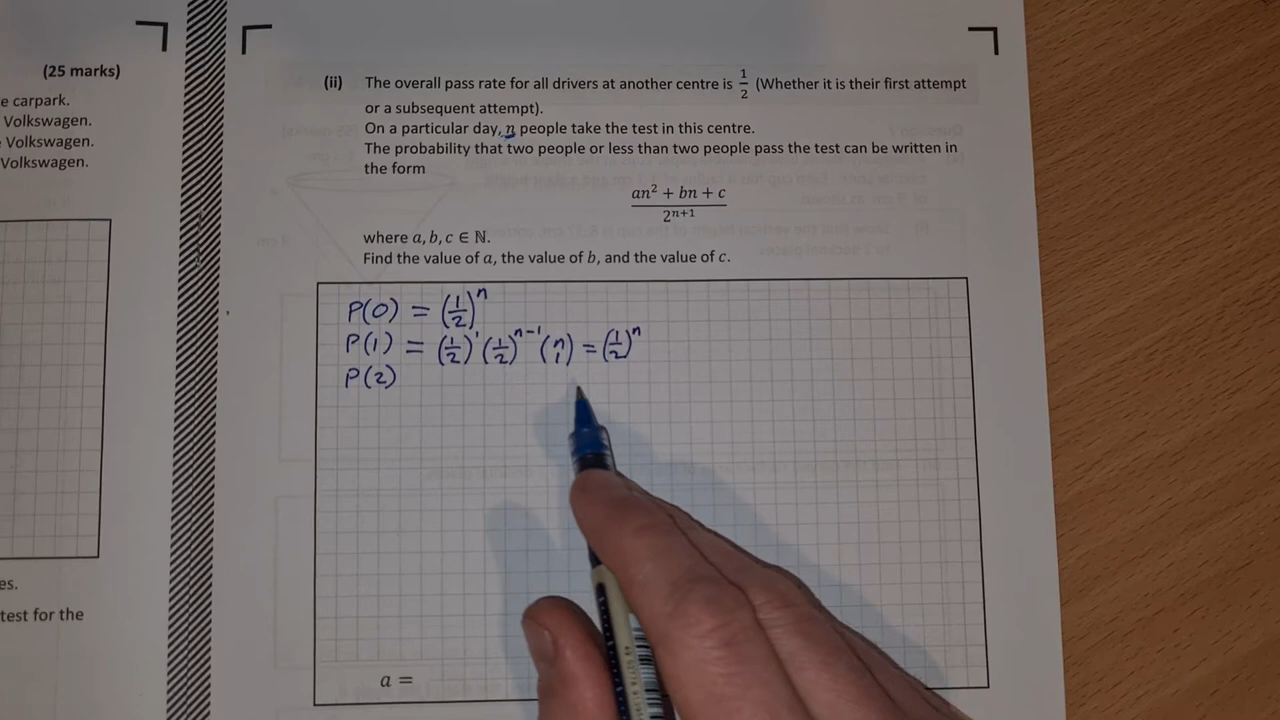 (25 marks)
e carpark.
Volkswagen.
Volkswagen.
Volkswagen.
es.
test for the
(ii) The overall pass rate for all drivers at another centre is 1/2 (Whether it is their first attempt
or a subsequent attempt).
On a particular day, n people take the test in this centre.
The probability that two people or less than two people pass the test can be written in
the form
an² + bn + c
2ⁿ⁺¹
where a, b, c ∈ ℕ.
Find the value of a, the value of b, and the value of c.
P(0) = (1/2)ⁿ
P(1) = (1/2)¹ (1/2)ⁿ⁻¹ (n 1) = (1/2)ⁿ
P(2)
a =